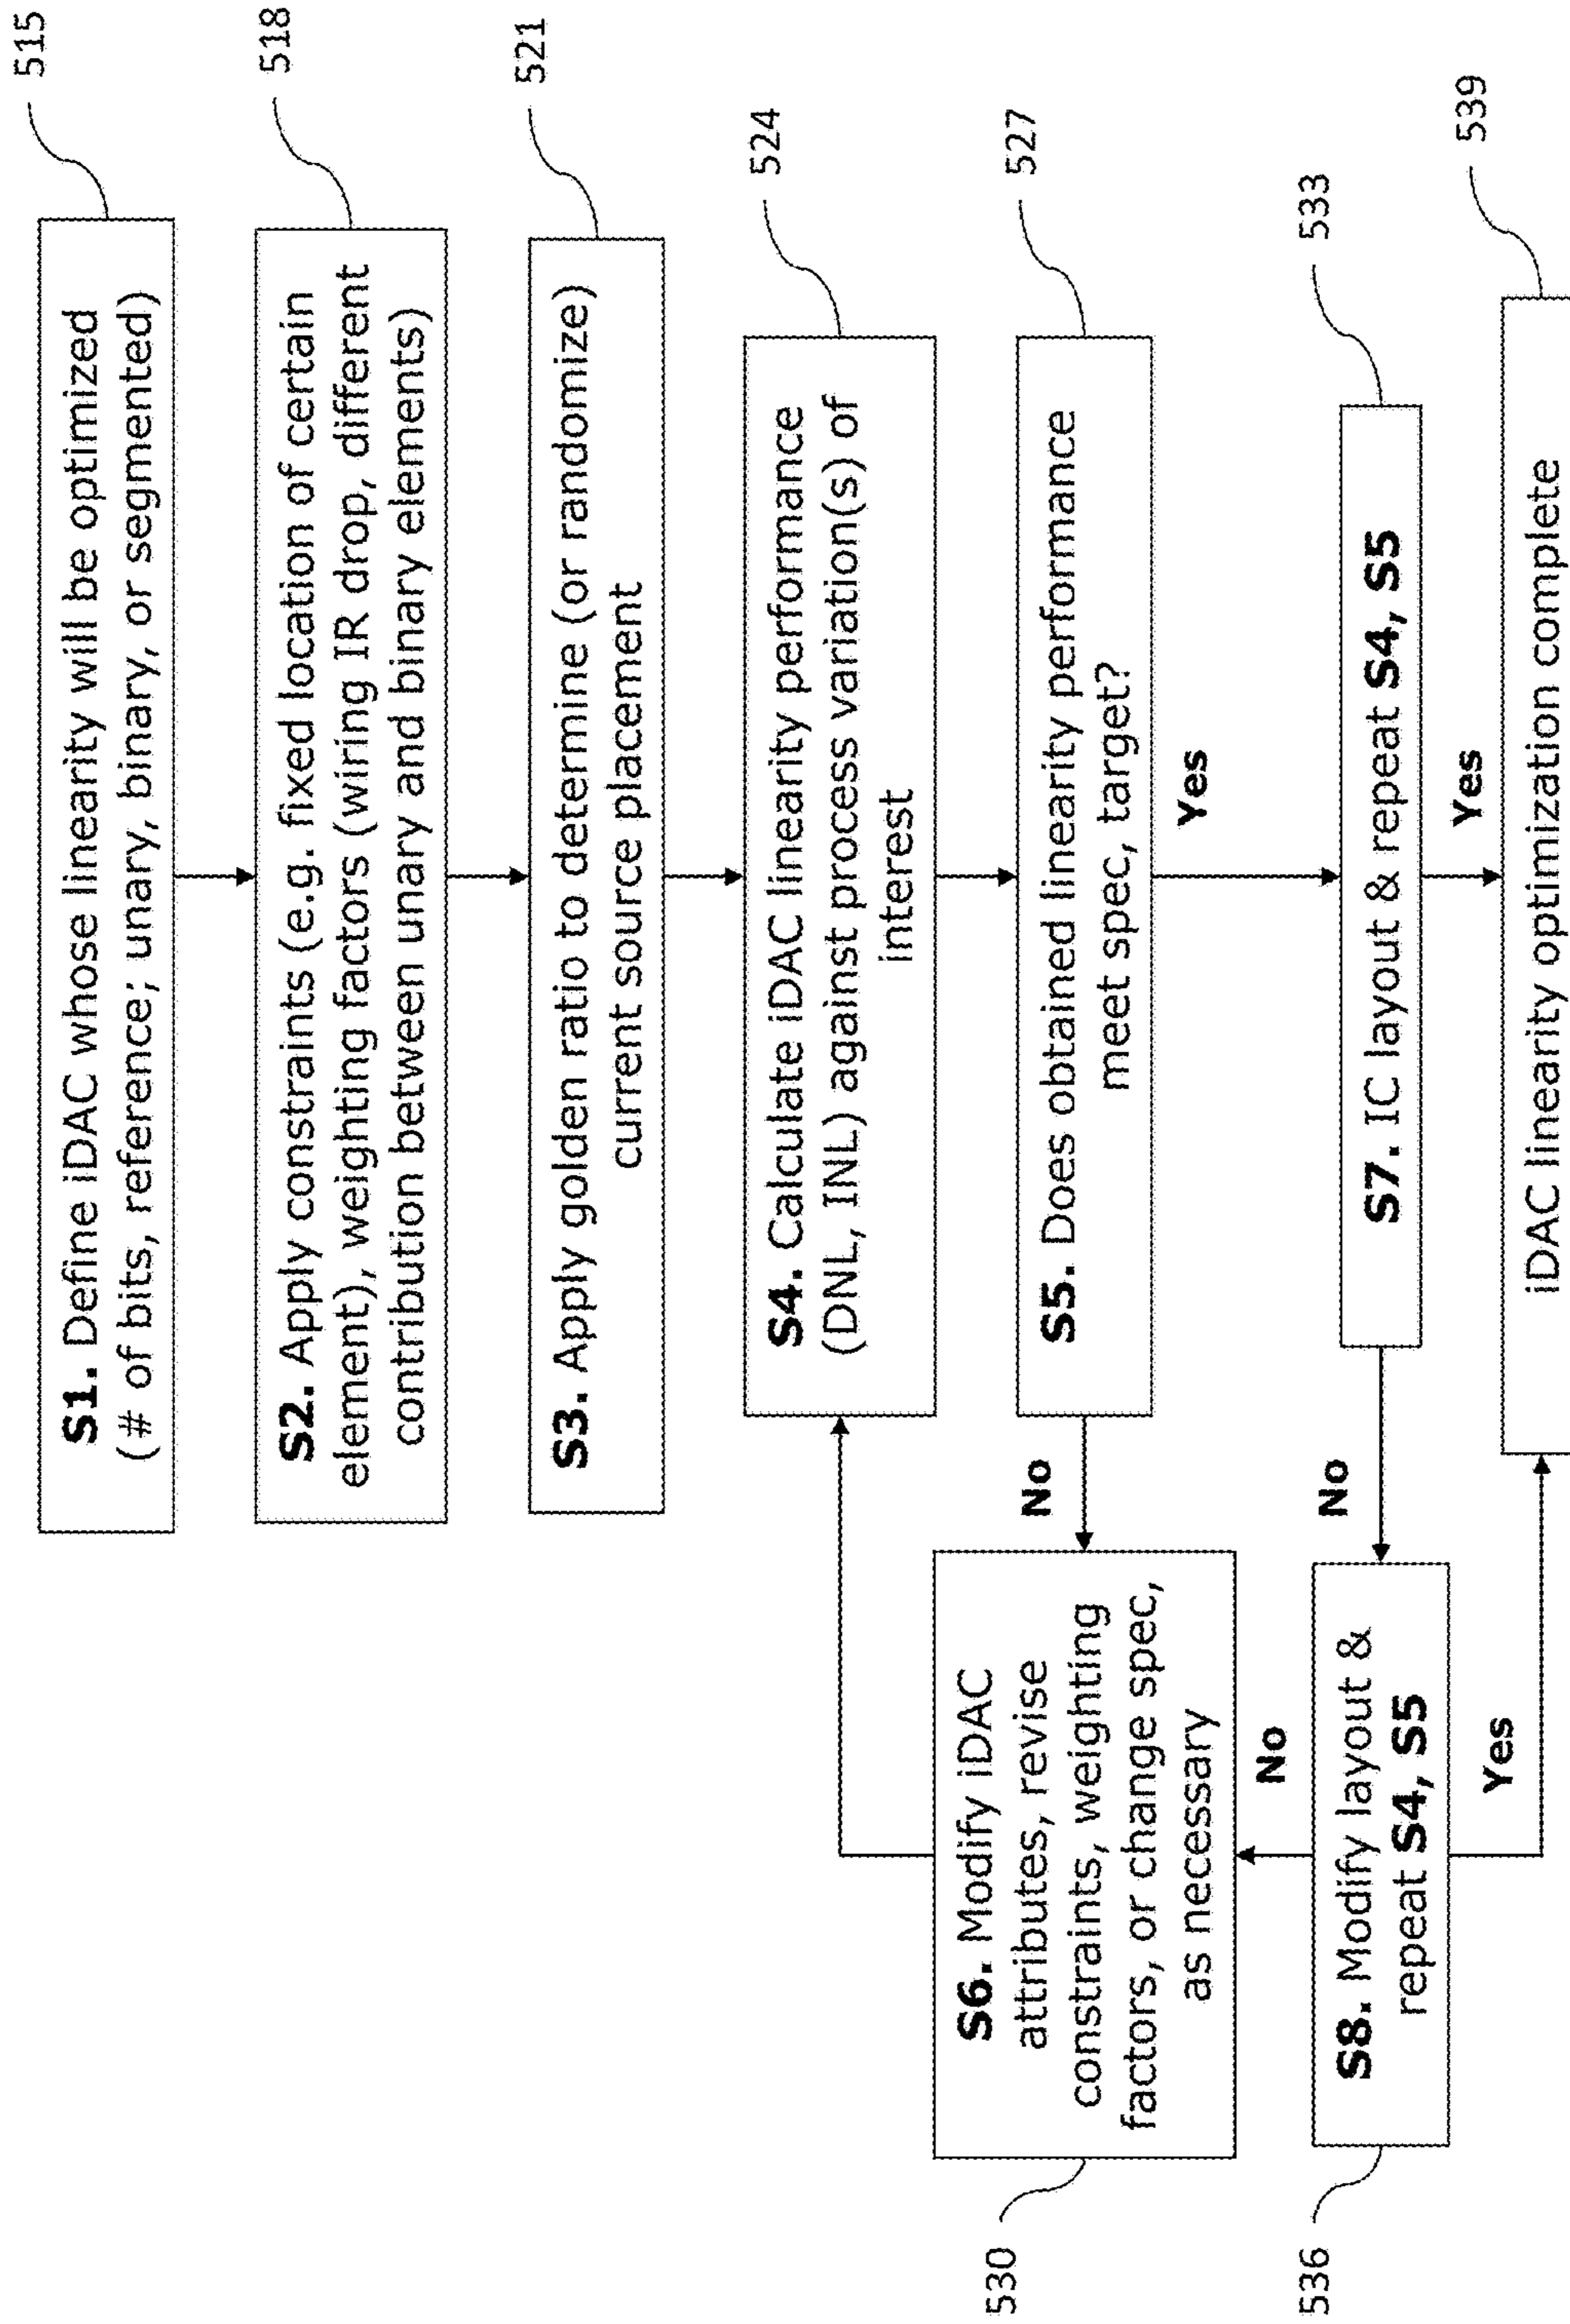 S1. Define iDAC whose linearity will be optimized
(# of bits, reference; unary, binary, or segmented)
515
S2. Apply constraints (e.g. fixed location of certain
element), weighting factors (wiring IR drop, different
contribution between unary and binary elements)
518
S3. Apply golden ratio to determine (or randomize)
current source placement
521
S4. Calculate iDAC linearity performance
(DNL, INL) against process variation(s) of
interest
524
S5. Does obtained linearity performance
meet spec, target?
527
No
Yes
S6. Modify iDAC
attributes, revise
constraints, weighting
factors, or change spec,
as necessary
530
S7. IC layout & repeat S4, S5
533
No
Yes
No
S8. Modify layout &
repeat S4, S5
536
Yes
iDAC linearity optimization complete
539